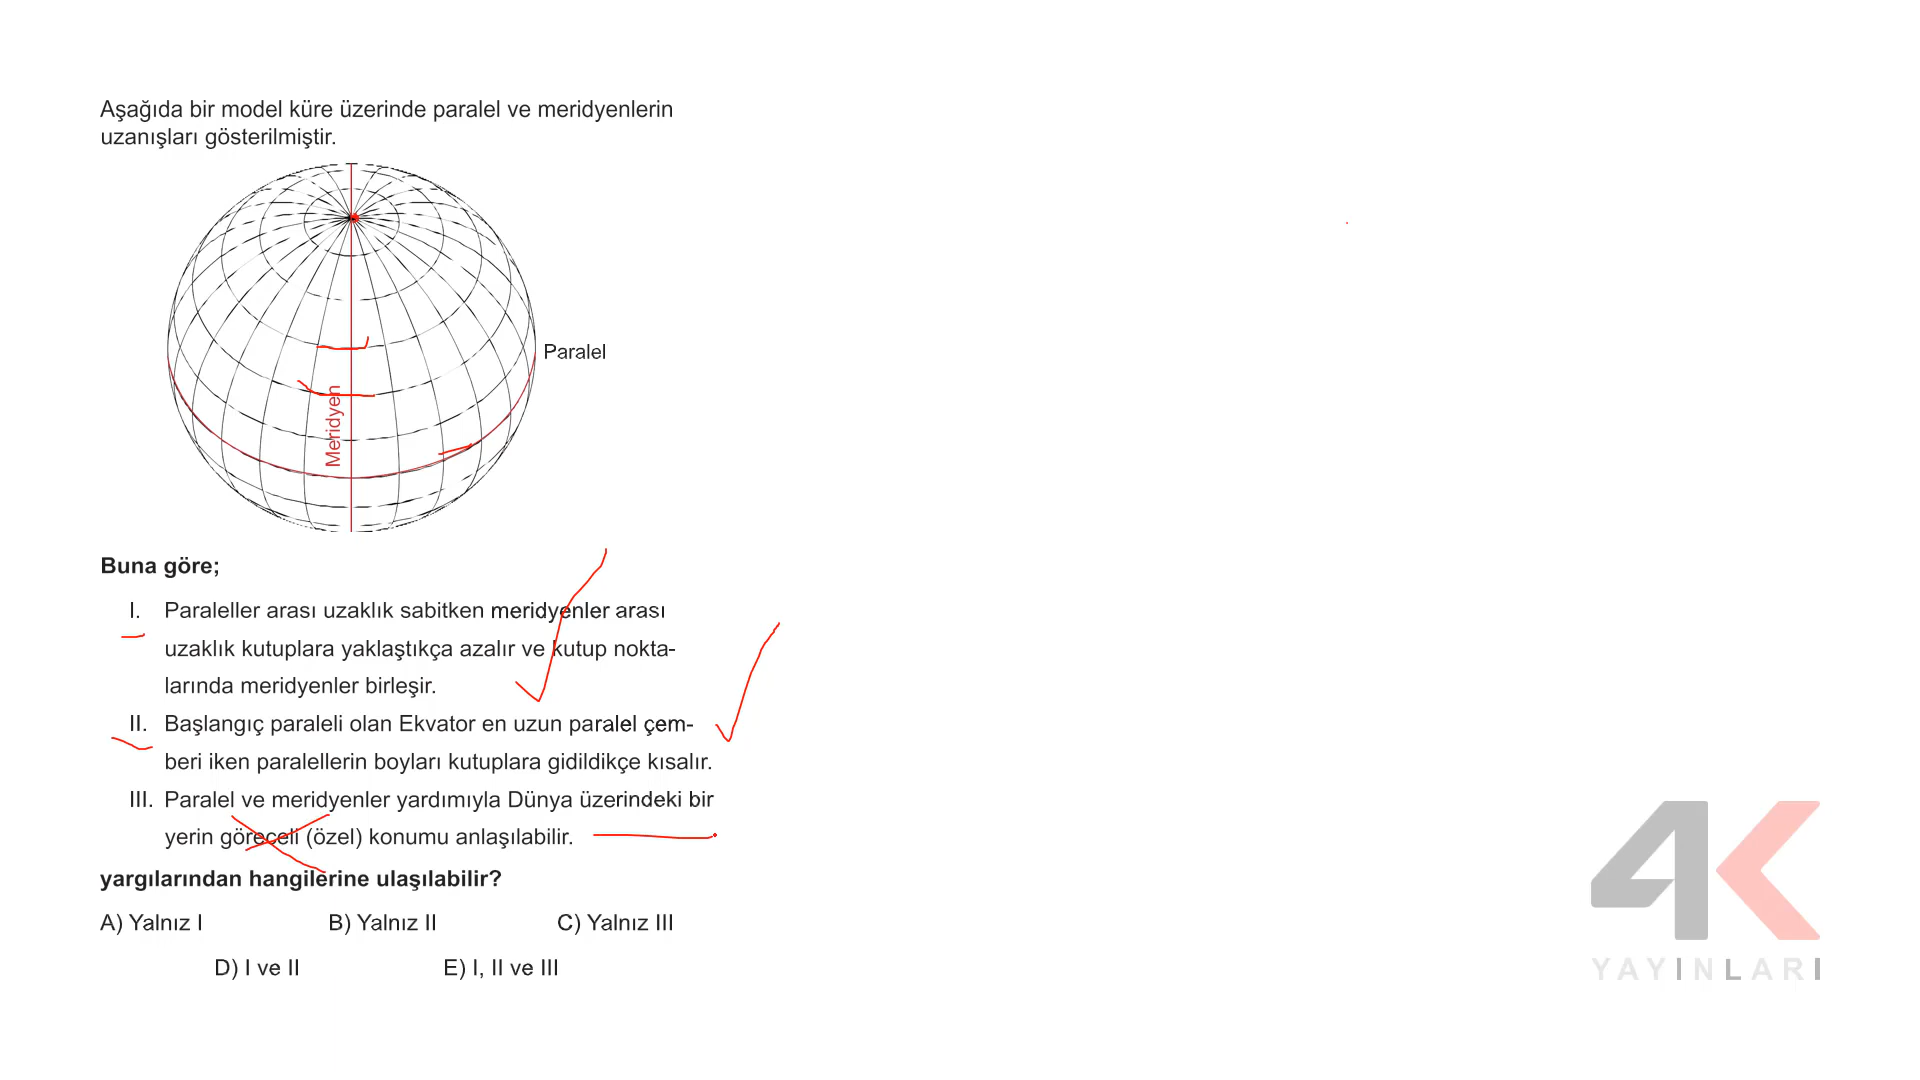 Aşağıda bir model küre üzerinde paralel ve meridyenlerin
uzanışları gösterilmiştir.
Paralel
Meridyen
Buna göre;
I. Paraleller arası uzaklık sabitken meridyenler arası
uzaklık kutuplara yaklaştıkça azalır ve kutup nokta-
larında meridyenler birleşir.
II. Başlangıç paraleli olan Ekvator en uzun paralel çem-
beri iken paralellerin boyları kutuplara gidildikçe kısalır.
III. Paralel ve meridyenler yardımıyla Dünya üzerindeki bir
yerin göreceli (özel) konumu anlaşılabilir.
yargılarından hangilerine ulaşılabilir?
A) Yalnız I B) Yalnız II C) Yalnız III
D) I ve II E) I, II ve III
4K
YAYINLARI